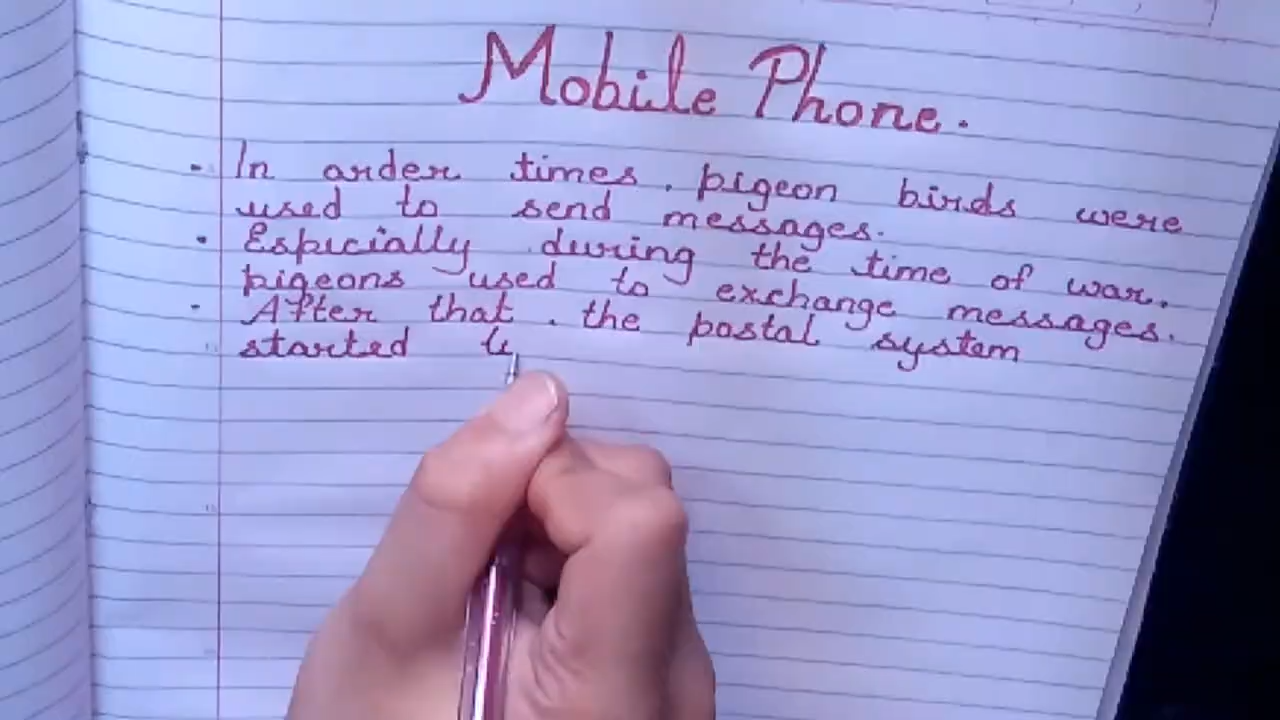 Mobile Phone.
- In arder times, pigeon birds were
used to send messages.
- Especially during the time of war.
pigeons used to exchange messages.
- After that, the postal system
started